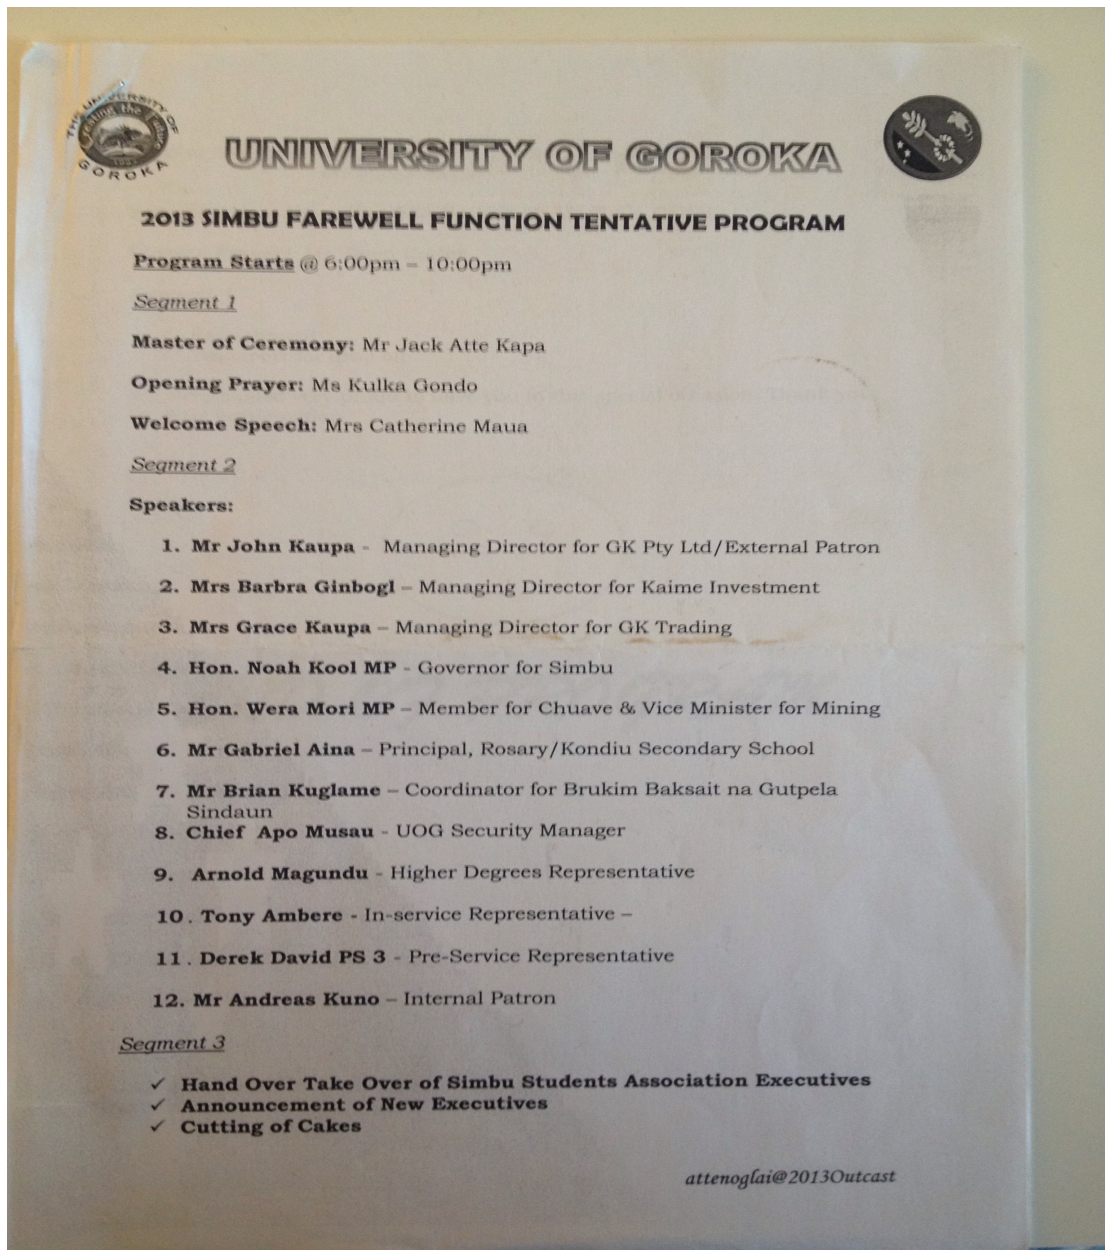 THE UNIVERSITY OF
Creating the Future
GOROKA
UNIVERSITY OF GOROKA
2013 SIMBU FAREWELL FUNCTION TENTATIVE PROGRAM
Program Starts @ 6:00pm – 10:00pm
Segment 1
Master of Ceremony: Mr Jack Atte Kapa
Opening Prayer: Ms Kulka Gondo
Welcome Speech: Mrs Catherine Maua
Segment 2
Speakers:
1. Mr John Kaupa - Managing Director for GK Pty Ltd/External Patron
2. Mrs Barbra Ginbogl – Managing Director for Kaime Investment
3. Mrs Grace Kaupa – Managing Director for GK Trading
4. Hon. Noah Kool MP - Governor for Simbu
5. Hon. Wera Mori MP – Member for Chuave & Vice Minister for Mining
6. Mr Gabriel Aina – Principal, Rosary/Kondiu Secondary School
7. Mr Brian Kuglame – Coordinator for Brukim Baksait na Gutpela
Sindaun
8. Chief Apo Musau - UOG Security Manager
9. Arnold Magundu - Higher Degrees Representative
10. Tony Ambere - In-service Representative –
11. Derek David PS 3 - Pre-Service Representative
12. Mr Andreas Kuno – Internal Patron
Segment 3
✓ Hand Over Take Over of Simbu Students Association Executives
✓ Announcement of New Executives
✓ Cutting of Cakes
attenoglai@2013Outcast